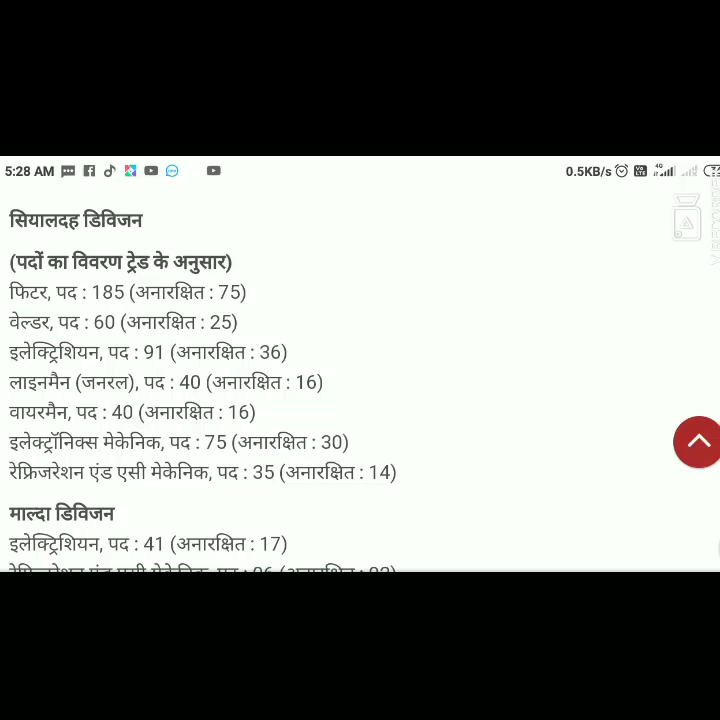 5:28 AM
0.5KB/s
सियालदह डिविजन
(पदों का विवरण ट्रेड के अनुसार)
फिटर, पद : 185 (अनारक्षित : 75)
वेल्डर, पद : 60 (अनारक्षित : 25)
इलेक्ट्रिशियन, पद : 91 (अनारक्षित : 36)
लाइनमैन (जनरल), पद : 40 (अनारक्षित : 16)
वायरमैन, पद : 40 (अनारक्षित : 16)
इलेक्ट्रॉनिक्स मेकेनिक, पद : 75 (अनारक्षित : 30)
रेफ्रिजरेशन एंड एसी मेकेनिक, पद : 35 (अनारक्षित : 14)
माल्दा डिविजन
इलेक्ट्रिशियन, पद : 41 (अनारक्षित : 17)